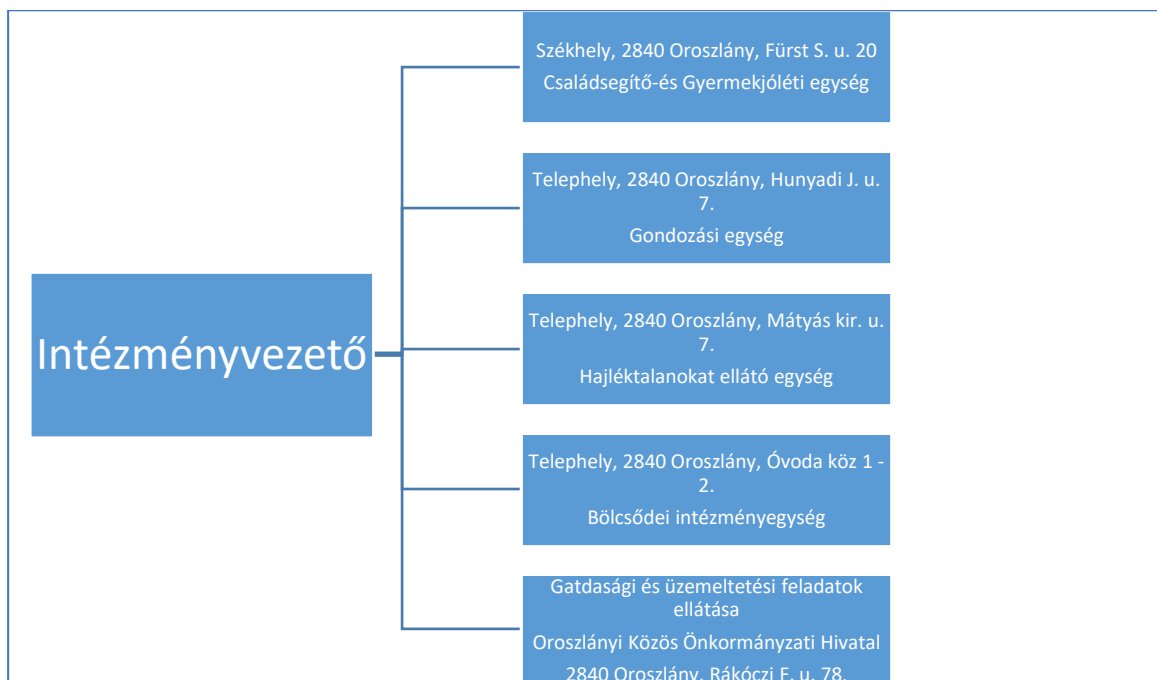 Intézményvezető
Székhely, 2840 Oroszlány, Fürst S. u. 20
Családsegítő-és Gyermekjóléti egység
Telephely, 2840 Oroszlány, Hunyadi J. u.
7.
Gondozási egység
Telephely, 2840 Oroszlány, Mátyás kir. u.
7.
Hajléktalanokat ellátó egység
Telephely, 2840 Oroszlány, Óvoda köz 1 -
2.
Bölcsődei intézményegység
Gatdasági és üzemeltetési feladatok
ellátása
Oroszlányi Közös Önkormányzati Hivatal
2840 Oroszlány, Rákóczi F. u. 78.